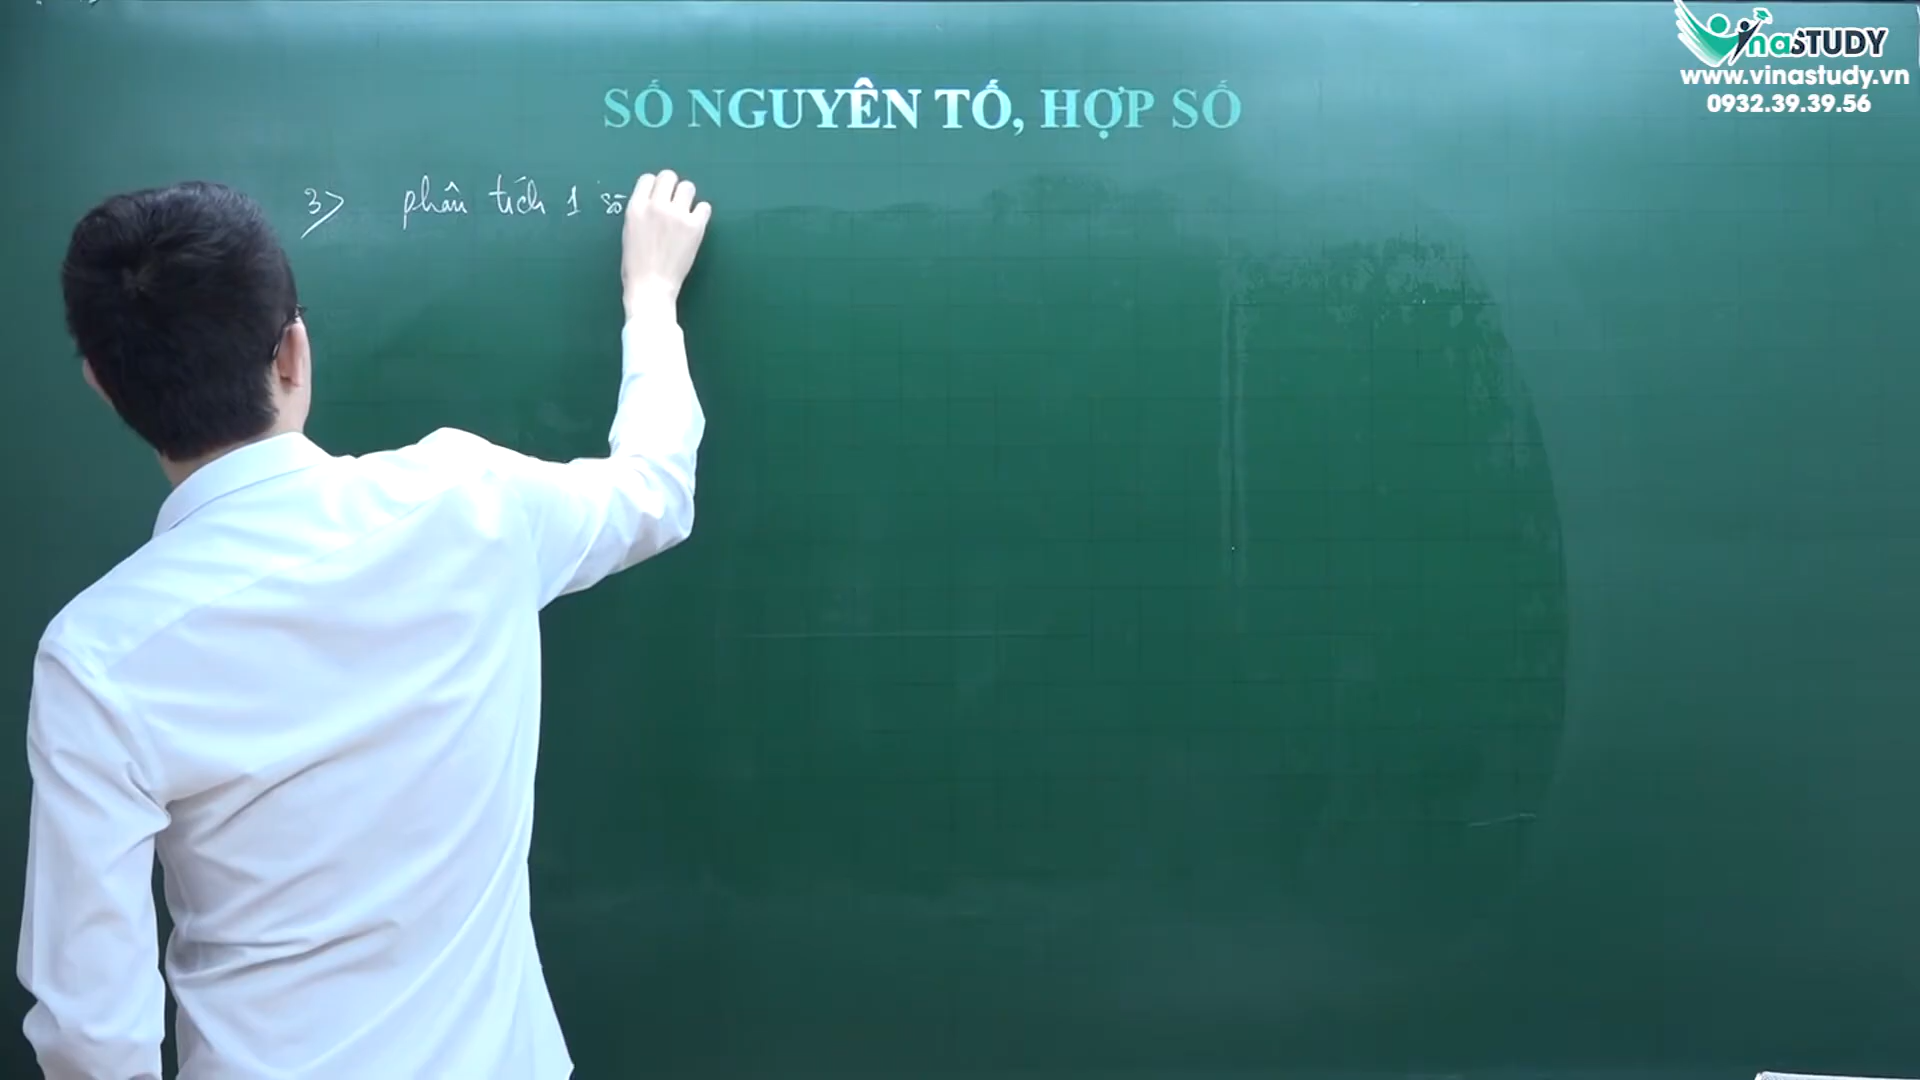 VinaSTUDY
www.vinastudy.vn
0932.39.39.56
SỐ NGUYÊN TỐ, HỢP SỐ
3> phân tích 1 số